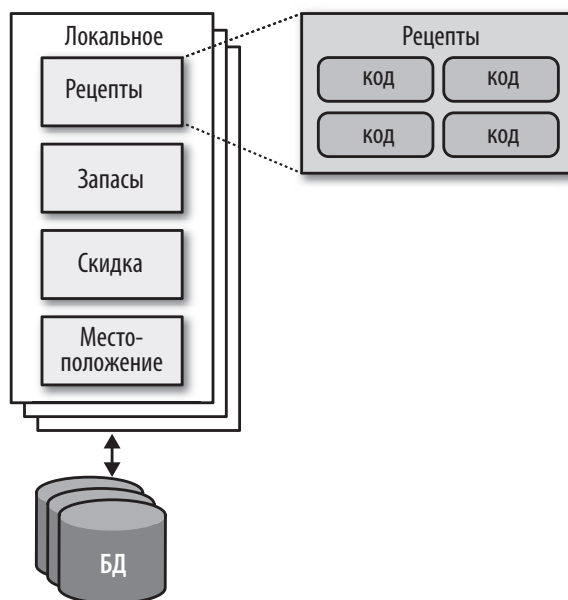 Локальное
Рецепты
Запасы
Скидка
Место-
положение
БД
Рецепты
код код
код код